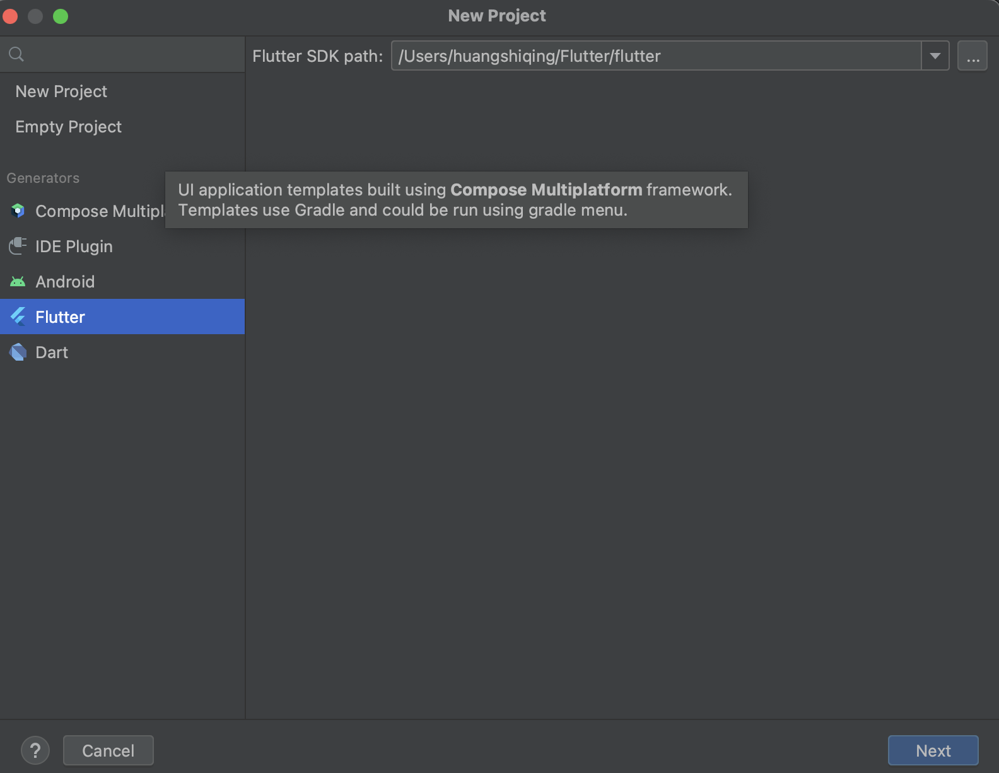 New Project
Flutter SDK path: /Users/huangshiqing/Flutter/flutter ...
New Project
Empty Project
Generators
UI application templates built using Compose Multiplatform framework.
Templates use Gradle and could be run using gradle menu.
Compose Multipl
IDE Plugin
Android
Flutter
Dart
? Cancel Next